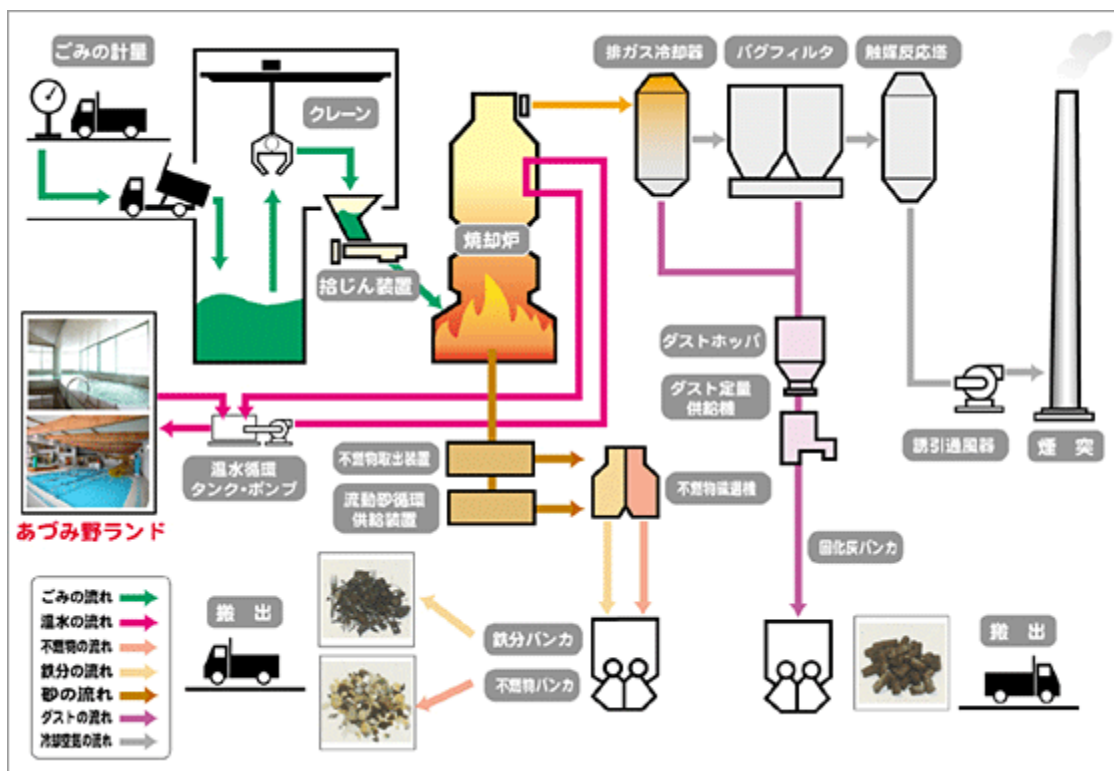 ごみの計量
クレーン
排ガス冷却器
バグフィルタ
触媒反応塔
焼却炉
給じん装置
ダストホッパ
ダスト定量
供給機
誘引通風器
煙突
温水循環
タンク・ポンプ
不燃物取出装置
流動砂循環
供給装置
不燃物磁選機
あづみ野ランド
固化灰バンカ
ごみの流れ
温水の流れ
不燃物の流れ
鉄分の流れ
砂の流れ
ダストの流れ
冷却空気の流れ
搬出
鉄分バンカ
不燃物バンカ
搬出